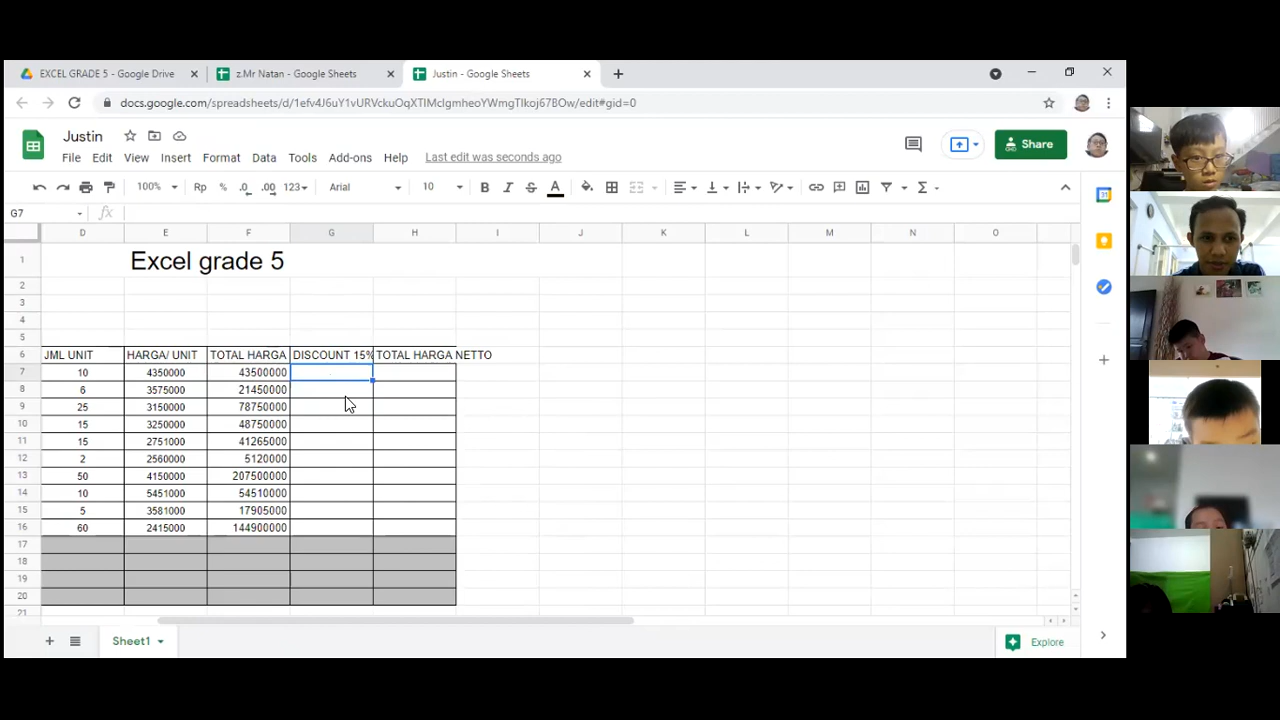 EXCEL GRADE 5 - Google Drive
z.Mr Natan - Google Sheets
Justin - Google Sheets
docs.google.com/spreadsheets/d/1efv4J6uY1vURVckuOqXTIMcIgmheoYWmgTIkoj67BOw/edit#gid=0
Justin
File Edit View Insert Format Data Tools Add-ons Help Last edit was seconds ago
Share
100% Rp % .0 .00 123 Arial 10 B I S A Σ
G7 fx
D E F G H I J K L M N O
1 Excel grade 5
2
3
4
5
6 JML UNIT HARGA/ UNIT TOTAL HARGA DISCOUNT 15% TOTAL HARGA NETTO
7 10 4350000 43500000
8 6 3575000 21450000
9 25 3150000 78750000
10 15 3250000 48750000
11 15 2751000 41265000
12 2 2560000 5120000
13 50 4150000 207500000
14 10 5451000 54510000
15 5 3581000 17905000
16 60 2415000 144900000
17
18
19
20
21
Sheet1
Explore